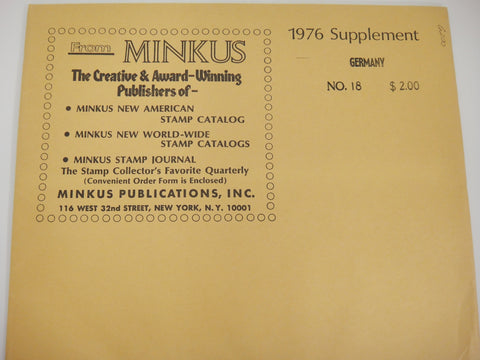 From MINKUS
The Creative & Award-Winning
Publishers of-
• MINKUS NEW AMERICAN
STAMP CATALOG
• MINKUS NEW WORLD-WIDE
STAMP CATALOGS
• MINKUS STAMP JOURNAL
The Stamp Collector's Favorite Quarterly
(Convenient Order Form is Enclosed)
MINKUS PUBLICATIONS, INC.
116 WEST 32nd STREET, NEW YORK, N.Y. 10001
1976 Supplement
GERMANY
NO. 18 $ 2.00